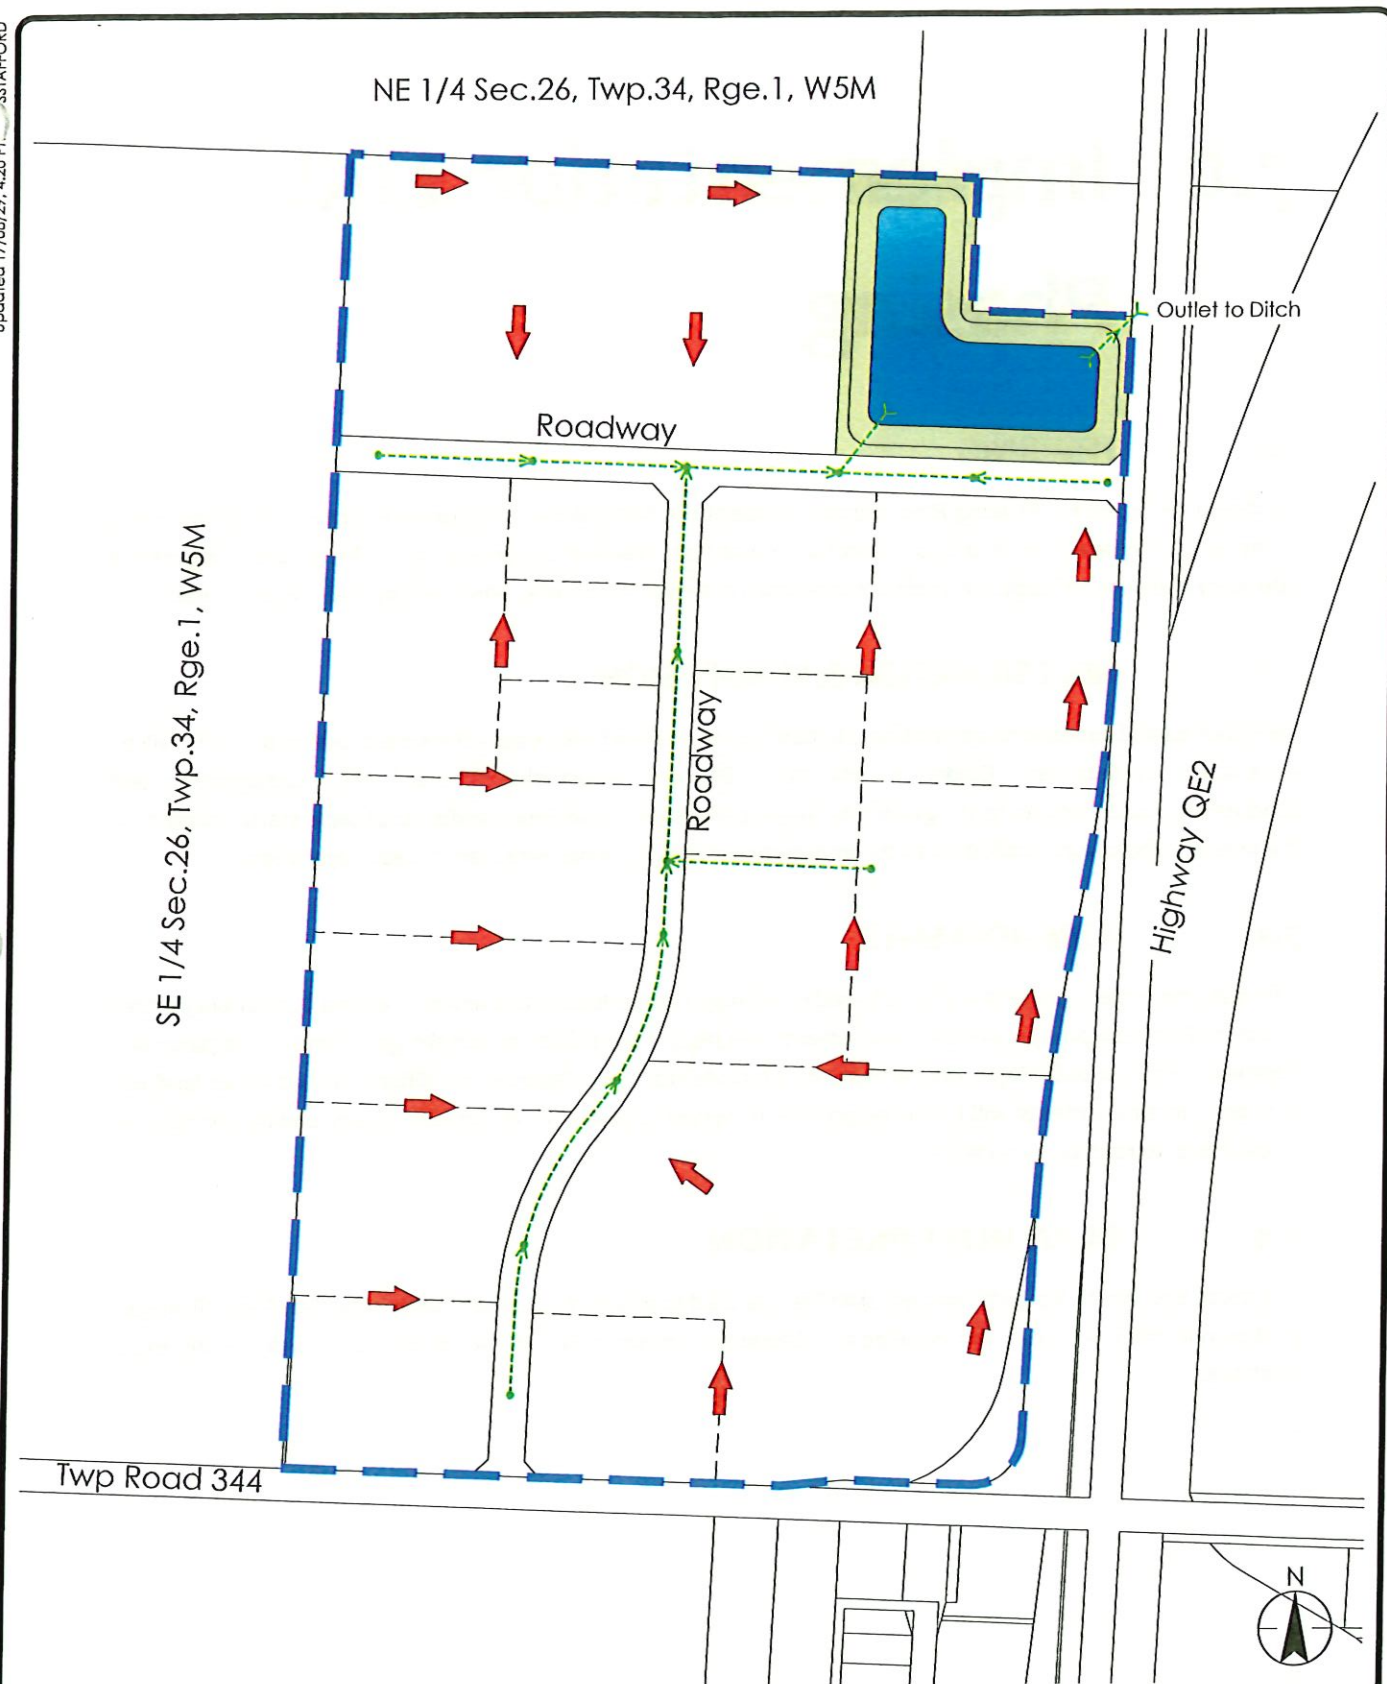 NE 1/4 Sec.26, Twp.34, Rge.1, W5M
Outlet to Ditch
Roadway
SE 1/4 Sec.26, Twp.34, Rge.1, W5M
Roadway
Highway QE2
Twp Road 344
N